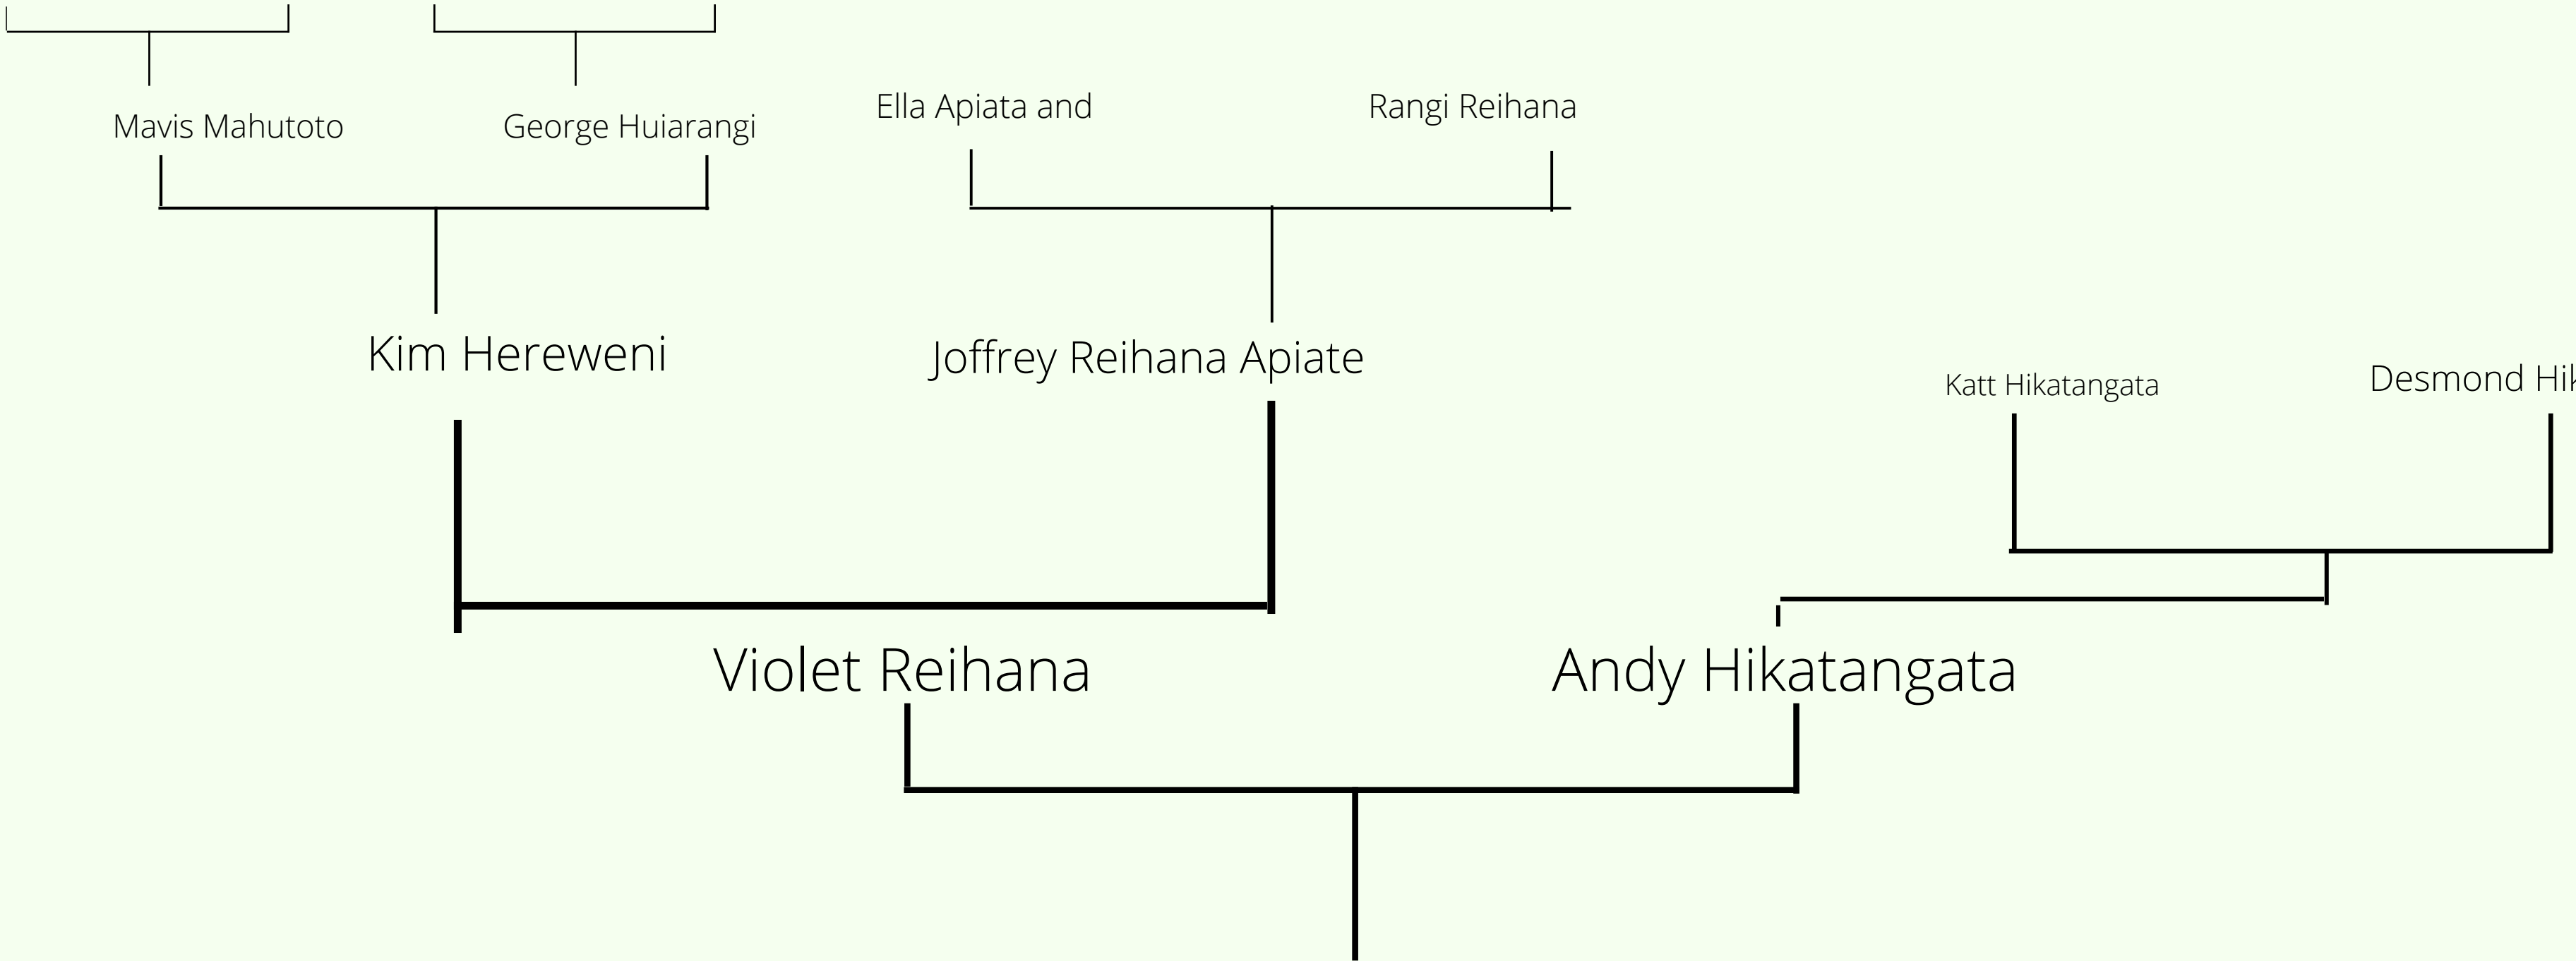 Mavis Mahutoto
George Huiarangi
Ella Apiata and
Rangi Reihana
Kim Hereweni
Joffrey Reihana Apiate
Katt Hikatangata
Desmond
Violet Reihana
Andy Hikatangata